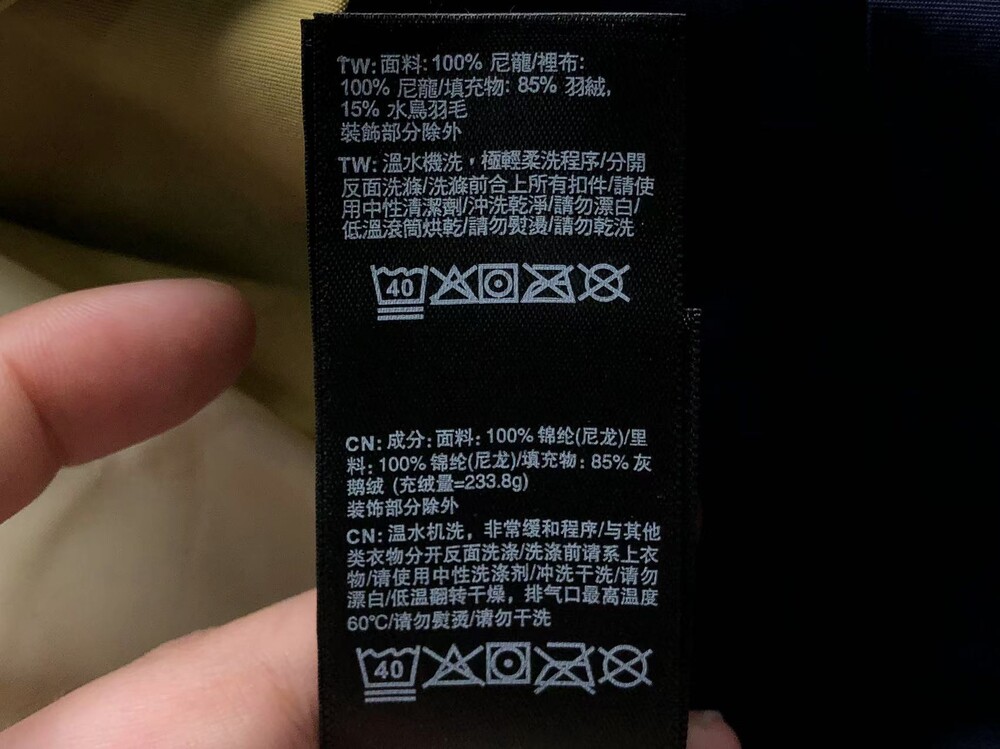 TW: 面料: 100% 尼龍/裡布:
100% 尼龍/填充物: 85% 羽絨,
15% 水鳥羽毛
裝飾部分除外
TW: 溫水機洗，極輕柔洗程序/分開
反面洗滌/洗滌前合上所有扣件/請使
用中性清潔劑/沖洗乾淨/請勿漂白/
低溫滾筒烘乾/請勿熨燙/請勿乾洗
40
CN: 成分: 面料: 100% 锦纶(尼龙)/里
料: 100% 锦纶(尼龙)/填充物: 85% 灰
鹅绒 (充绒量=233.8g)
装饰部分除外
CN: 温水机洗，非常缓和程序/与其他
类衣物分开反面洗涤/洗涤前请系上衣
物/请使用中性洗涤剂/冲洗干洗/请勿
漂白/低温翻转干燥，排气口最高温度
60℃/请勿熨烫/请勿干洗
40